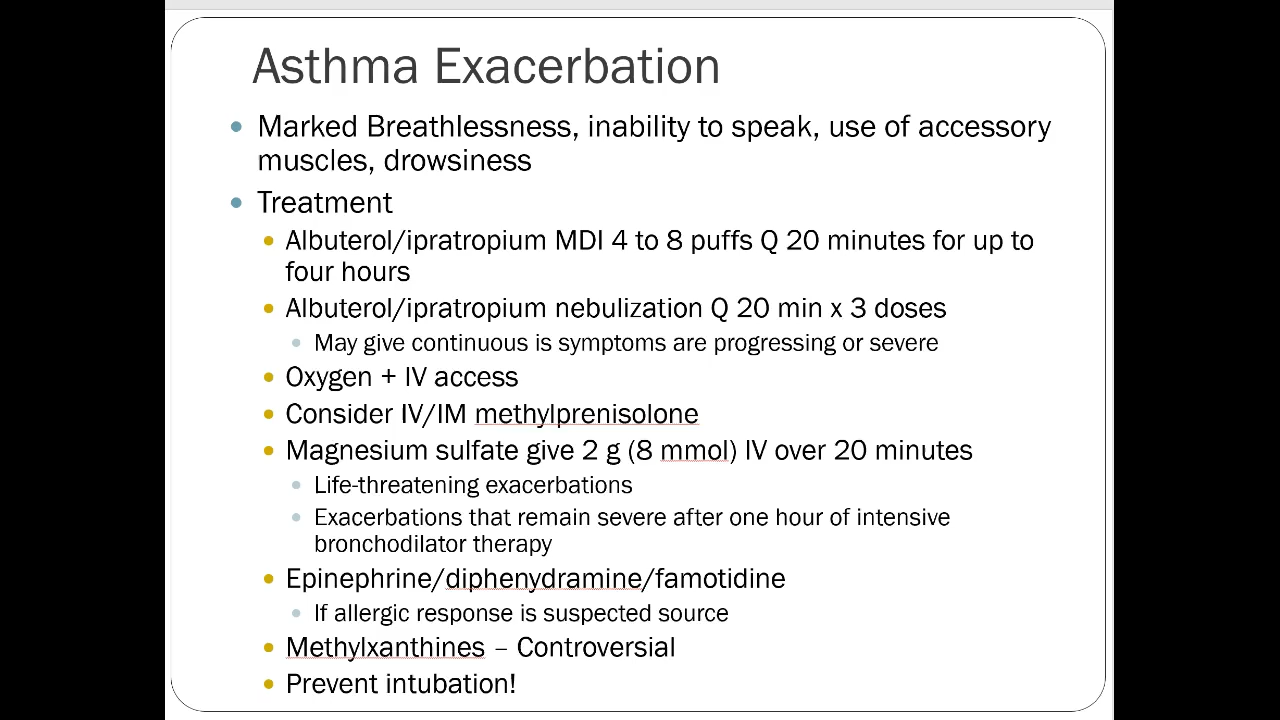 Asthma Exacerbation
Marked Breathlessness, inability to speak, use of accessory
muscles, drowsiness
Treatment
Albuterol/ipratropium MDI 4 to 8 puffs Q 20 minutes for up to
four hours
Albuterol/ipratropium nebulization Q 20 min x 3 doses
May give continuous is symptoms are progressing or severe
Oxygen + IV access
Consider IV/IM methylprenisolone
Magnesium sulfate give 2 g (8 mmol) IV over 20 minutes
Life-threatening exacerbations
Exacerbations that remain severe after one hour of intensive
bronchodilator therapy
Epinephrine/diphenydramine/famotidine
If allergic response is suspected source
Methylxanthines – Controversial
Prevent intubation!